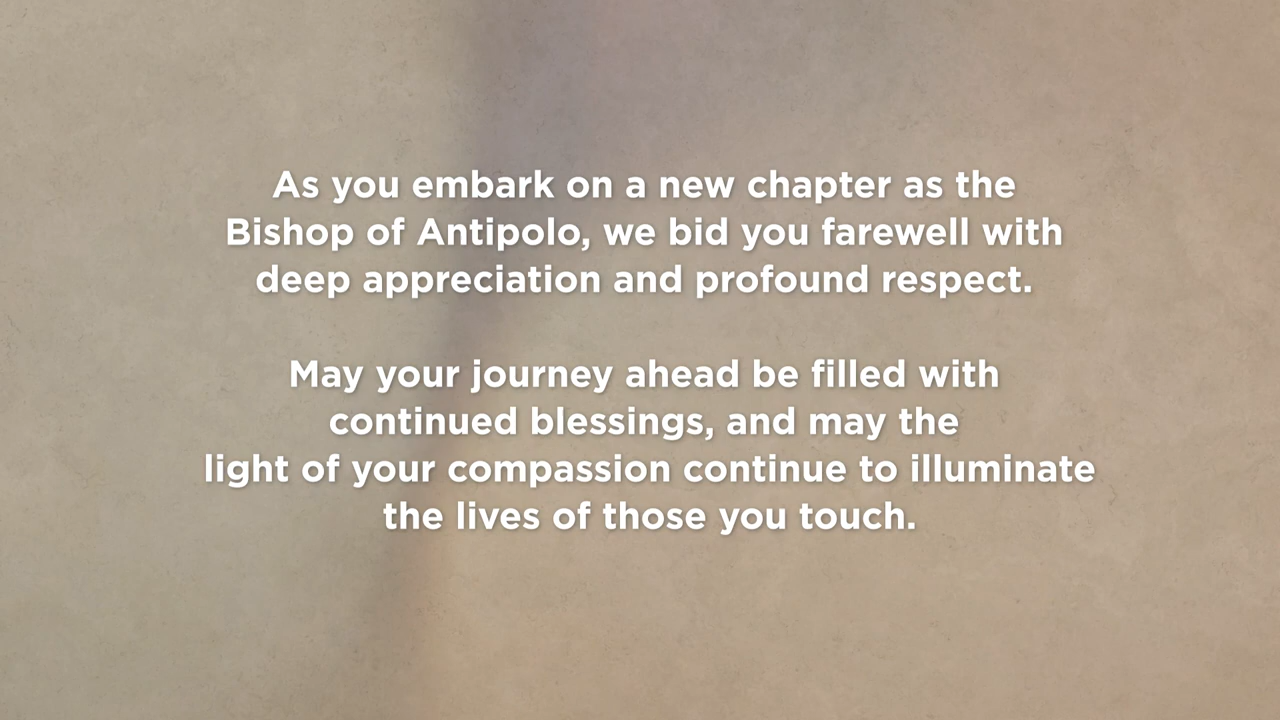 As you embark on a new chapter as the
Bishop of Antipolo, we bid you farewell with
deep appreciation and profound respect.
May your journey ahead be filled with
continued blessings, and may the
light of your compassion continue to illuminate
the lives of those you touch.